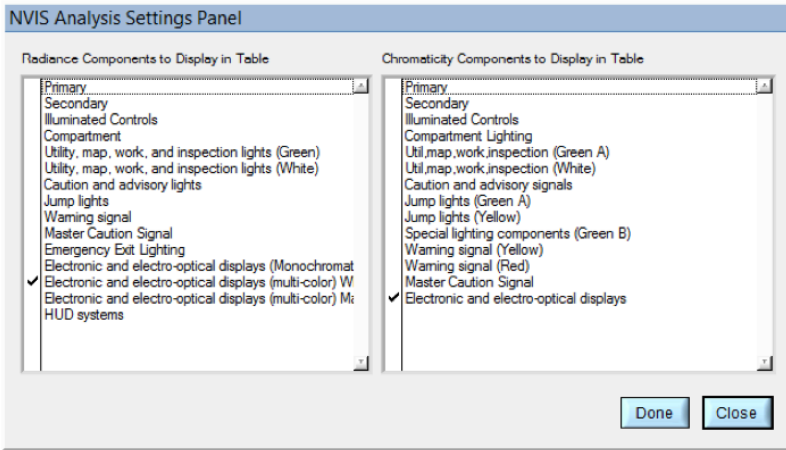 NVIS Analysis Settings Panel
Radiance Components to Display in Table
Primary
Secondary
Illuminated Controls
Compartment
Utility, map, work, and inspection lights (Green)
Utility, map, work, and inspection lights (White)
Caution and advisory lights
Jump lights
Warning signal
Master Caution Signal
Emergency Exit Lighting
Electronic and electro-optical displays (Monochromat
Electronic and electro-optical displays (multi-color) W
Electronic and electro-optical displays (multi-color) Ma
HUD systems
Chromaticity Components to Display in Table
Primary
Secondary
Illuminated Controls
Compartment Lighting
Util,map,work,inspection (Green A)
Util,map,work,inspection (White)
Caution and advisory signals
Jump lights (Green A)
Jump lights (Yellow)
Special lighting components (Green B)
Warning signal (Yellow)
Warning signal (Red)
Master Caution Signal
Electronic and electro-optical displays
Done
Close